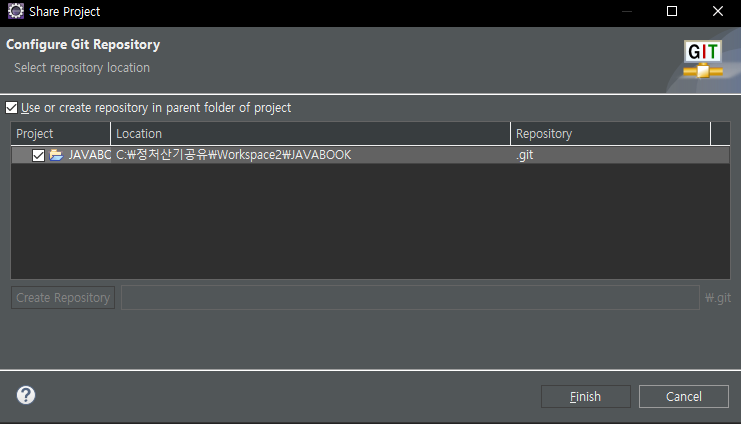 Share Project
Configure Git Repository
Select repository location
GIT
Use or create repository in parent folder of project
Project Location Repository
JAVABO C:₩정처산기공유₩Workspace2₩JAVABOOK .git
Create Repository ₩.git
? Finish Cancel